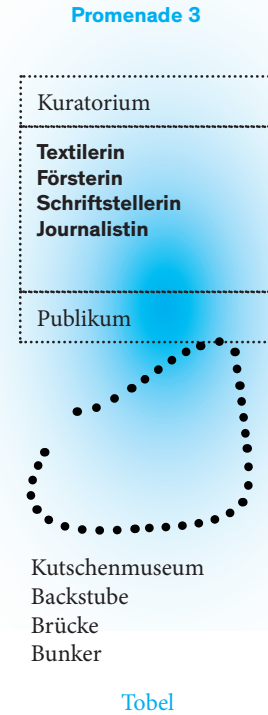 Promenade 3
Kuratorium
Textilerin
Försterin
Schriftstellerin
Journalistin
Publikum
Kutschenmuseum
Backstube
Brücke
Bunker
Tobel